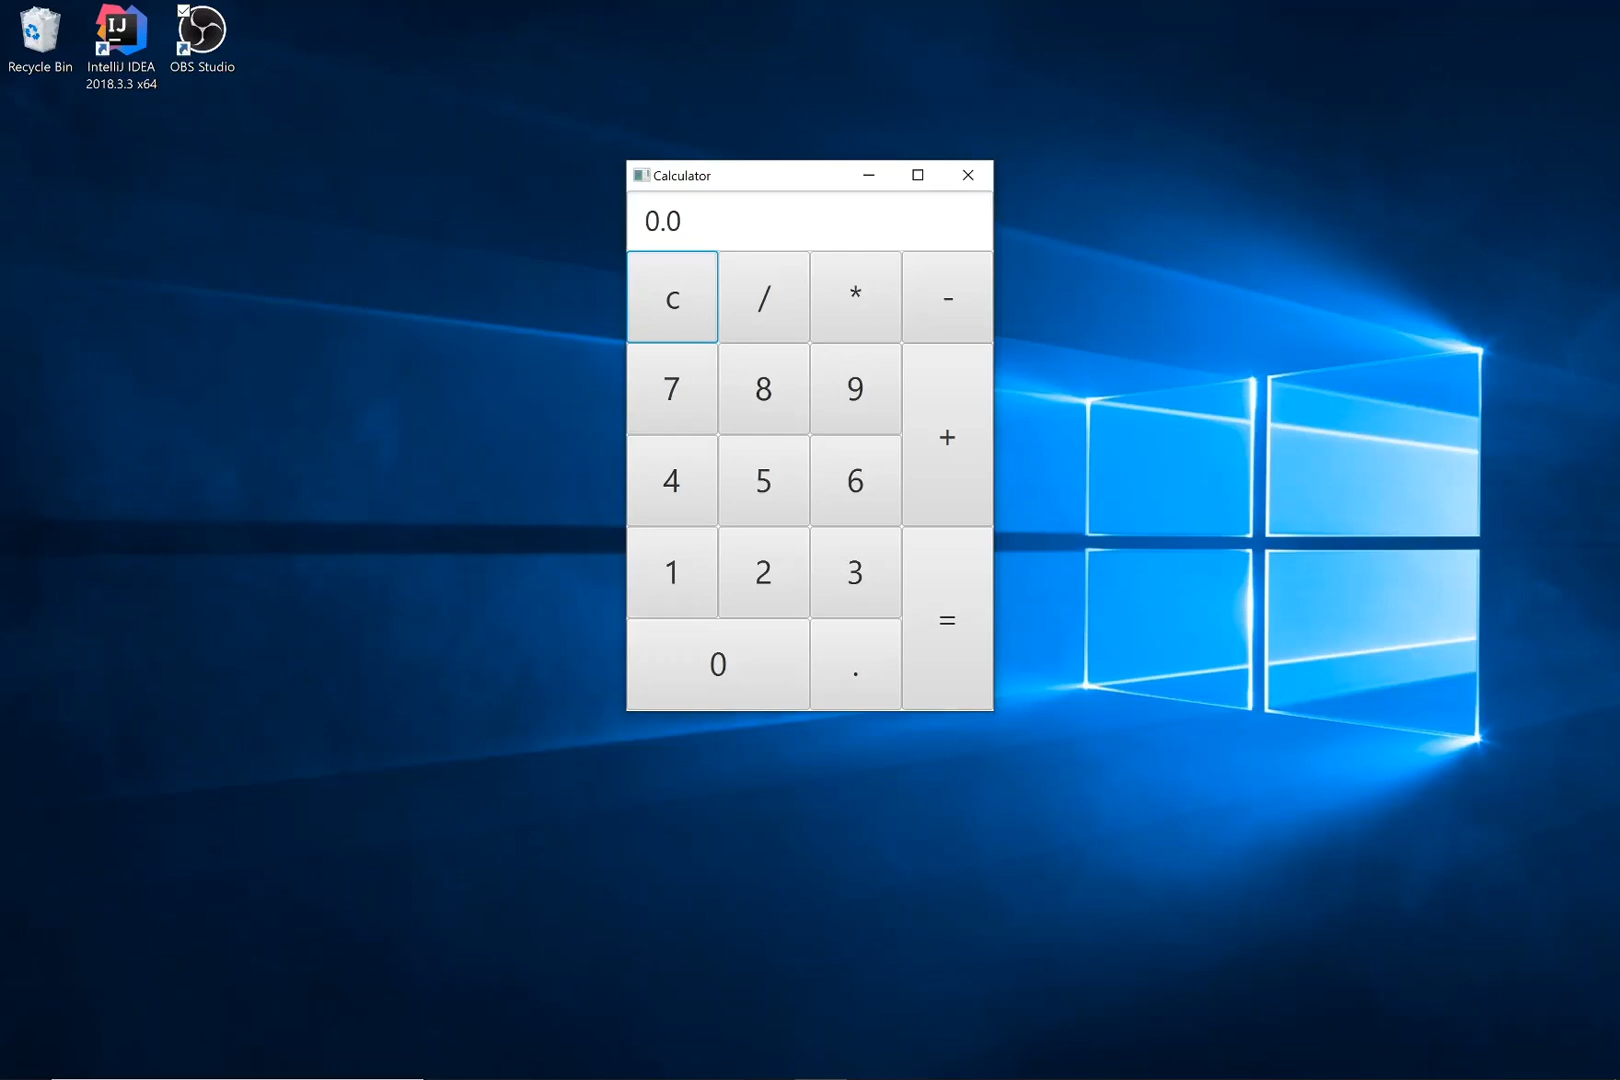 Recycle Bin
IJ
IntelliJ IDEA
2018.3.3 x64
OBS Studio
Calculator
0.0
c / * -
7 8 9
+
4 5 6
1 2 3
=
0 .